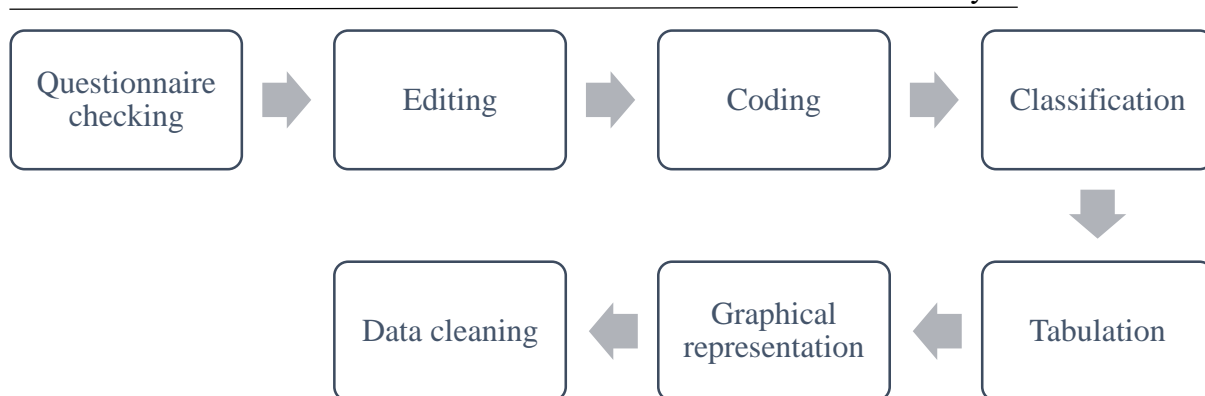 Questionnaire
checking
Editing
Coding
Classification
Tabulation
Graphical
representation
Data cleaning